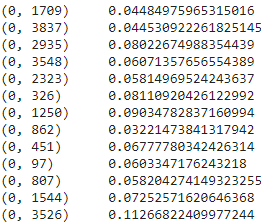 (0, 1709) 0.04484975965315016
(0, 3837) 0.044530922261825145
(0, 2935) 0.08022674988354439
(0, 3548) 0.06071357656554389
(0, 2323) 0.05814969524243637
(0, 326) 0.08110920426122992
(0, 1250) 0.09034782837160994
(0, 862) 0.03221473841317942
(0, 451) 0.06777780342426314
(0, 97) 0.0603347176243218
(0, 807) 0.058204274149323255
(0, 1544) 0.07252571620646368
(0, 3526) 0.11266822409977244